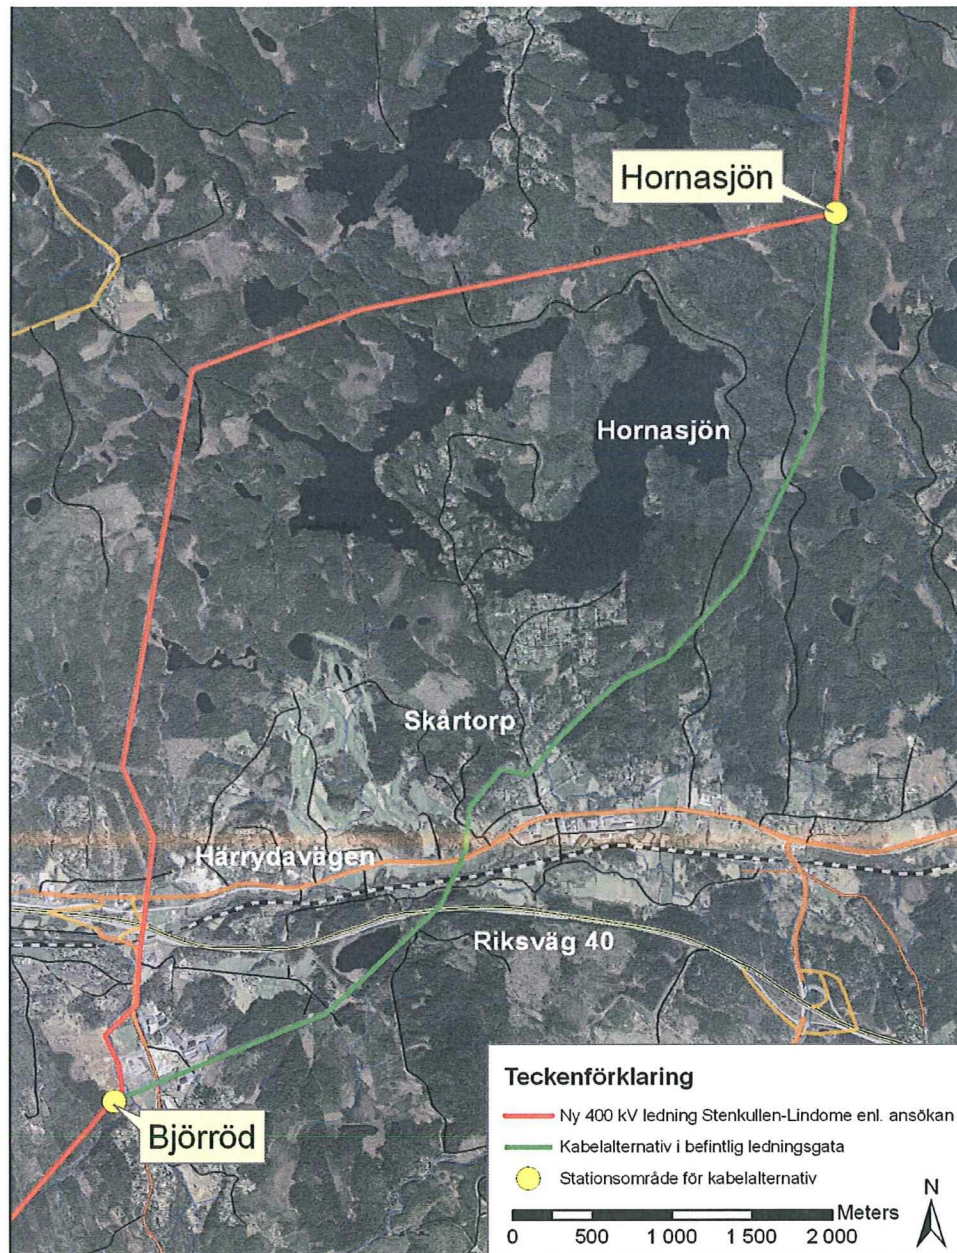 Hornasjön
0
Hornasjön
Skårtorp
Härrydavägen
Riksväg 40
Björröd
Teckenförklaring
Ny 400 kV ledning Stenkullen-Lindome enl. ansökan
Kabelalternativ i befintlig ledningsgata
Stationsområde för kabelalternativ
N
Meters
0 500 1 000 1 500 2 000